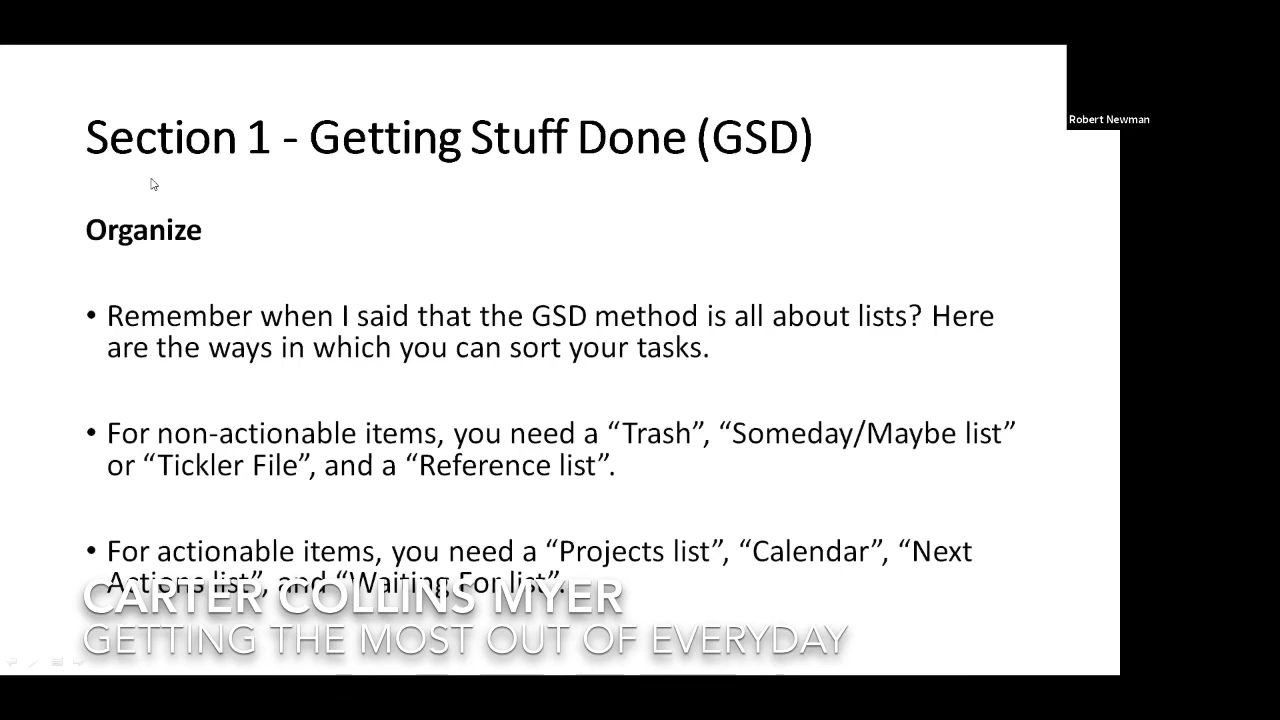 Robert Newman
Section 1 - Getting Stuff Done (GSD)
Organize
• Remember when I said that the GSD method is all about lists? Here
are the ways in which you can sort your tasks.
• For non-actionable items, you need a “Trash”, “Someday/Maybe list”
or “Tickler File”, and a “Reference list”.
• For actionable items, you need a “Projects list”, “Calendar”, “Next
Actions list”, and “Waiting For list”.
CARTER COLLINS MYER
GETTING THE MOST OUT OF EVERYDAY